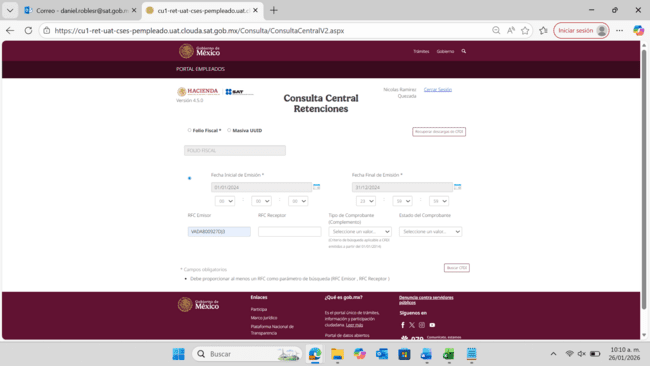 Correo - daniel.roblesr@sat.gob.m
cu1-ret-uat-cses-pempleado.uat.clouda.sat.gob.mx/Consulta/ConsultaCentralV2.aspx
https://cu1-ret-uat-cses-pempleado.uat.clouda.sat.gob.mx/Consulta/ConsultaCentralV2.aspx
Iniciar sesión
Gobierno de
México
Trámites
Gobierno
PORTAL EMPLEADOS
HACIENDA
SAT
Versión 4.5.0
Nicolas Ramirez
Quezada
Cerrar Sesión
Consulta Central
Retenciones
Folio Fiscal *
Masiva UUID
Recuperar descargas de CFDI
FOLIO FISCAL
Fecha Inicial de Emisión *
Fecha Final de Emisión *
01/01/2024
31/12/2024
00 : 00 : 00
23 : 59 : 59
RFC Emisor
RFC Receptor
Tipo de Comprobante
(Complemento)
Estado del Comprobante
Seleccione un valor...
Seleccione un valor...
Buscar CFDI
* Campos obligatorios
Debe proporcionar al menos un RFC como parámetro de búsqueda (RFC Emisor , RFC Receptor )
Gobierno de
México
Enlaces
Participa
Marco Jurídico
Plataforma Nacional de
Transparencia
¿Qué es gob.mx?
Es el portal único de trámites,
información y participación
ciudadana. Leer más
Portal de datos abiertos
Denuncia contra servidores
públicos
Síguenos en
Buscar
10:10 a. m.
26/01/2026